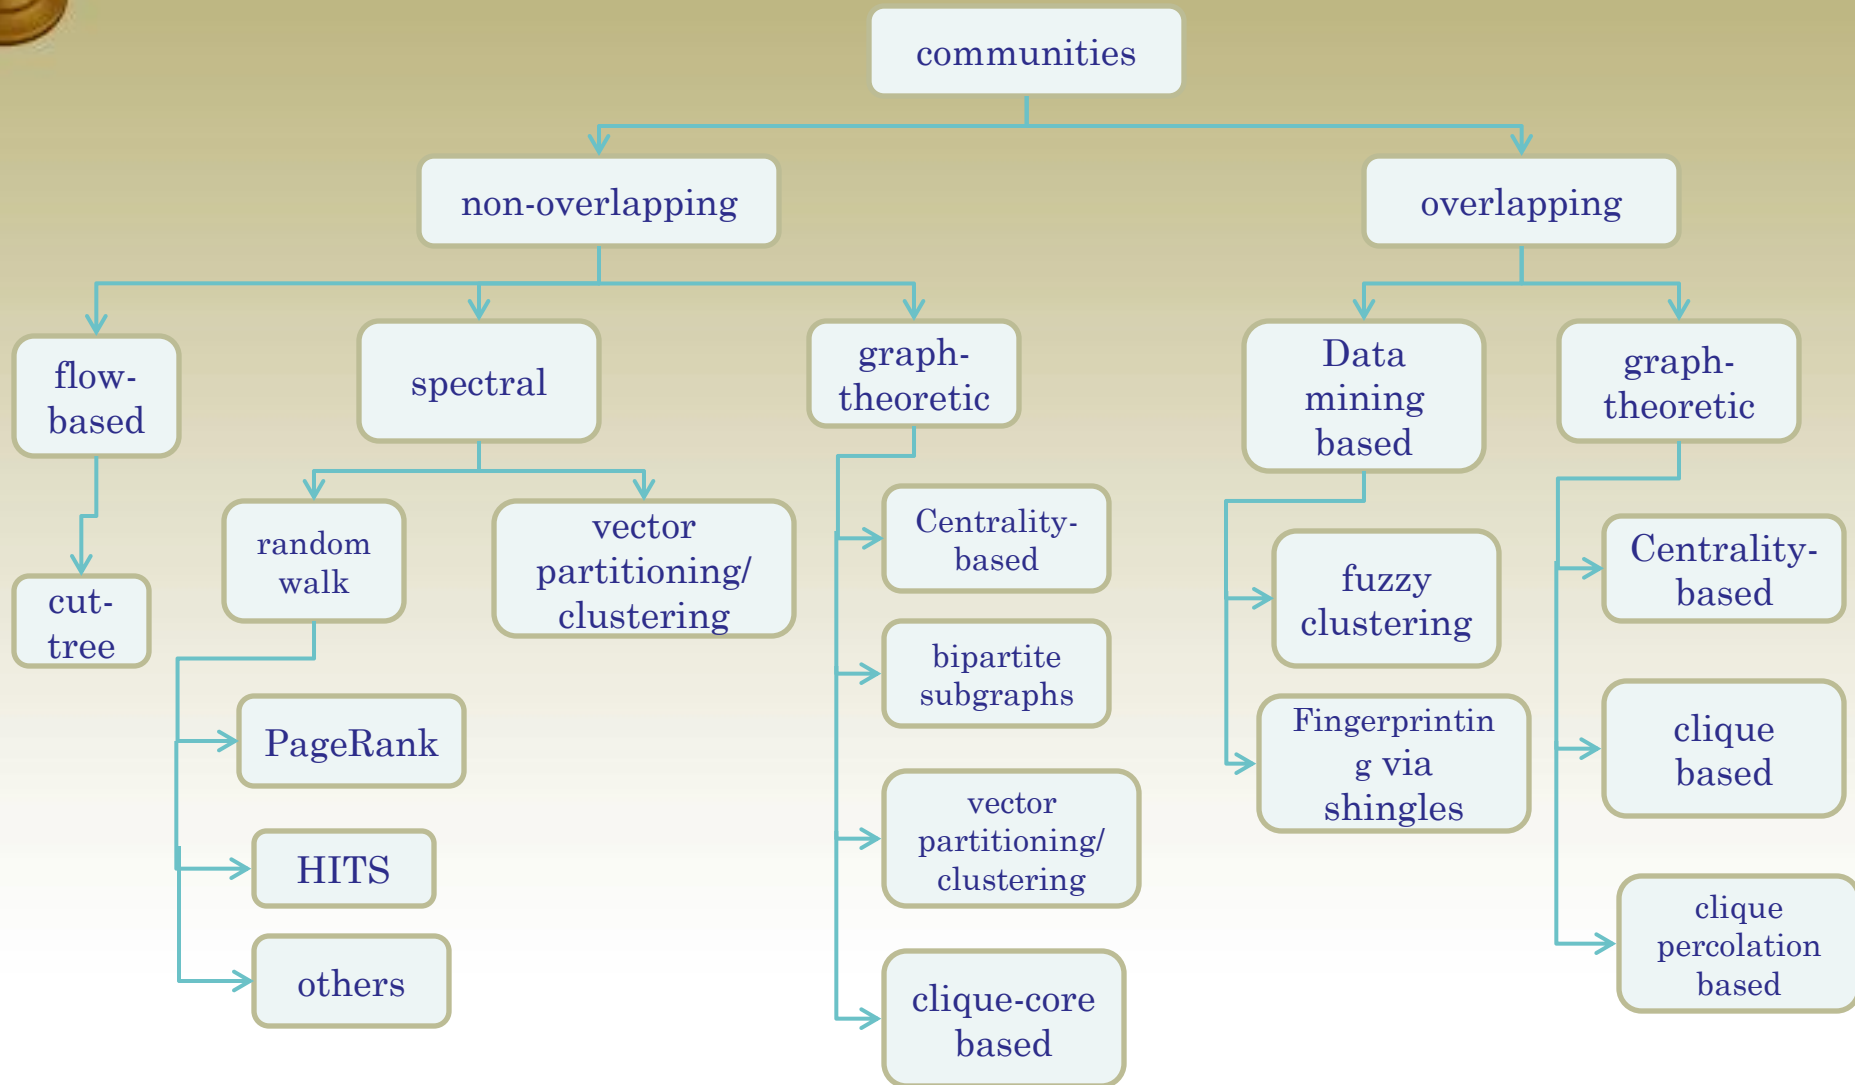 communities
non-overlapping
overlapping
flow-
based
spectral
graph-
theoretic
Data
mining
based
graph-
theoretic
cut-
tree
random
walk
vector
partitioning/
clustering
Centrality-
based
fuzzy
clustering
Centrality-
based
PageRank
bipartite
subgraphs
Fingerprintin
g via
shingles
clique
based
HITS
vector
partitioning/
clustering
clique
percolation
based
others
clique-core
based